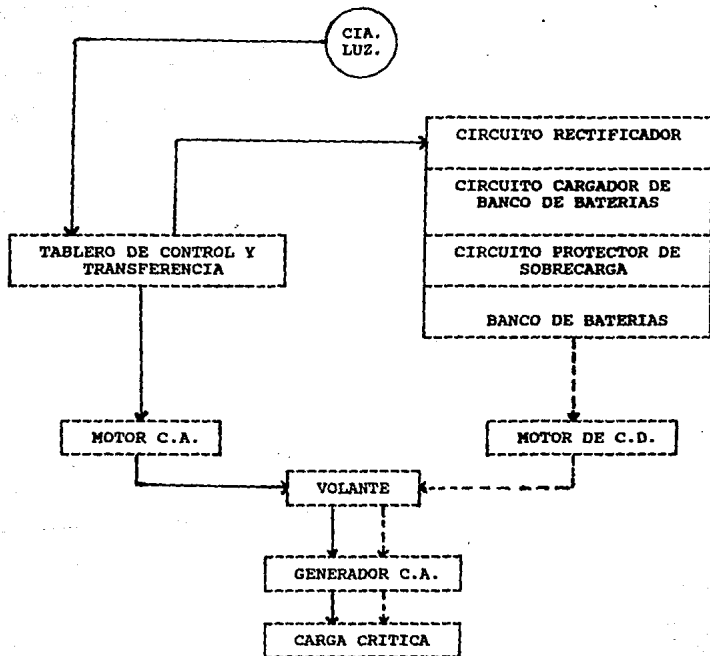 CIA.
LUZ.
CIRCUITO RECTIFICADOR
CIRCUITO CARGADOR DE
BANCO DE BATERIAS
TABLERO DE CONTROL Y
TRANSFERENCIA
CIRCUITO PROTECTOR DE
SOBRECARGA
BANCO DE BATERIAS
MOTOR C.A.
MOTOR DE C.D.
VOLANTE
GENERADOR C.A.
CARGA CRITICA